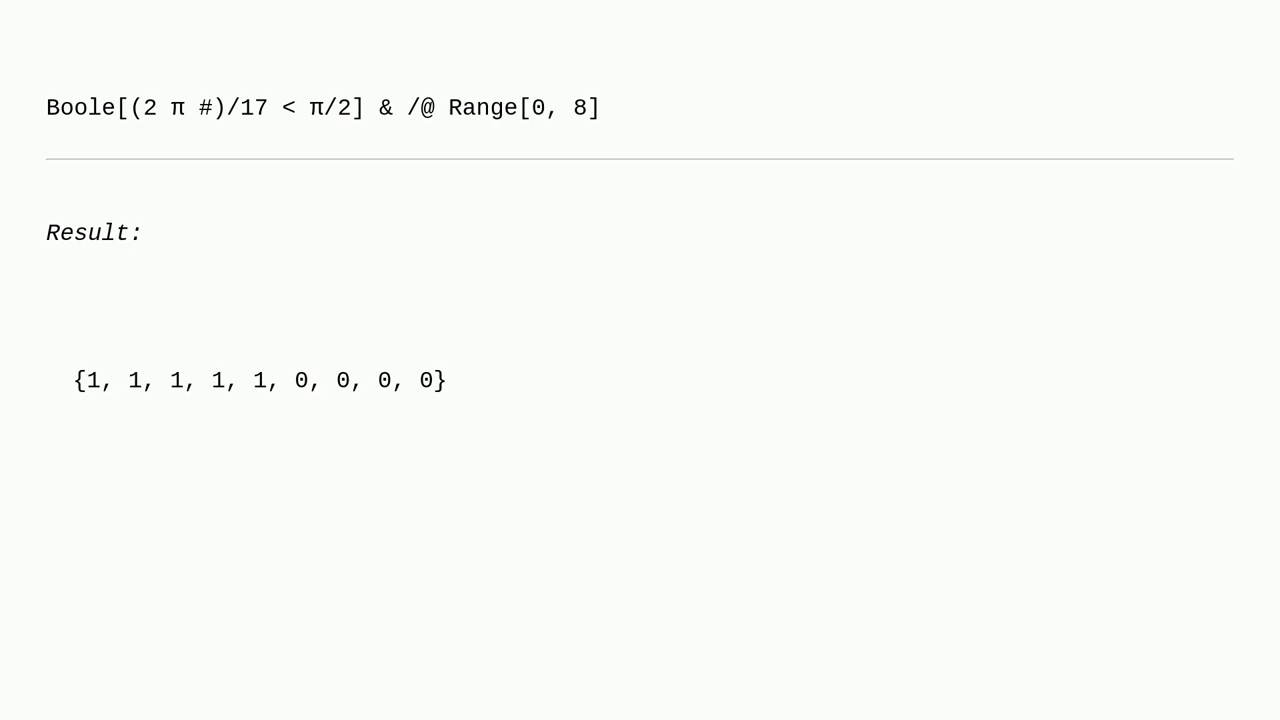 Boole[(2 π #)/17 < π/2] & /@ Range[0, 8]
Result:
{1, 1, 1, 1, 1, 0, 0, 0, 0}